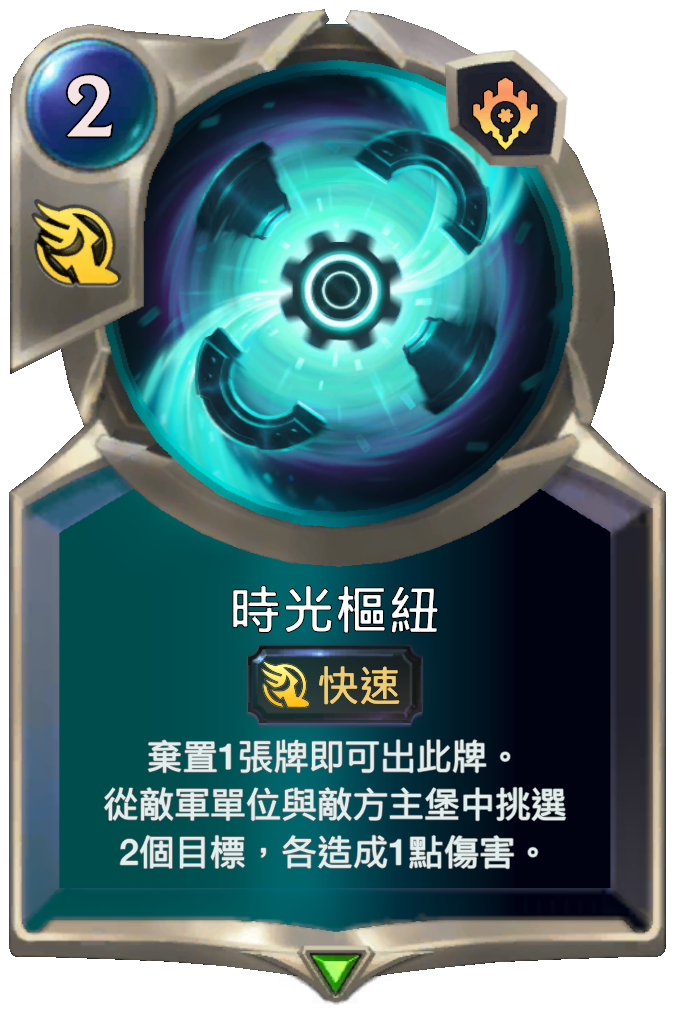 2
時光樞紐
快速
棄置1張牌即可出此牌。
從敵軍單位與敵方主堡中挑選
2個目標，各造成1點傷害。